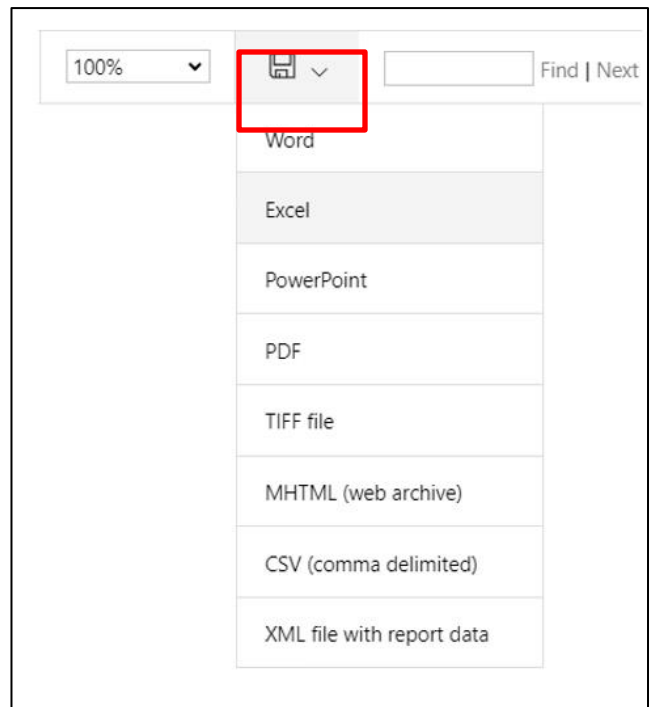 100% Find | Next
Word
Excel
PowerPoint
PDF
TIFF file
MHTML (web archive)
CSV (comma delimited)
XML file with report data